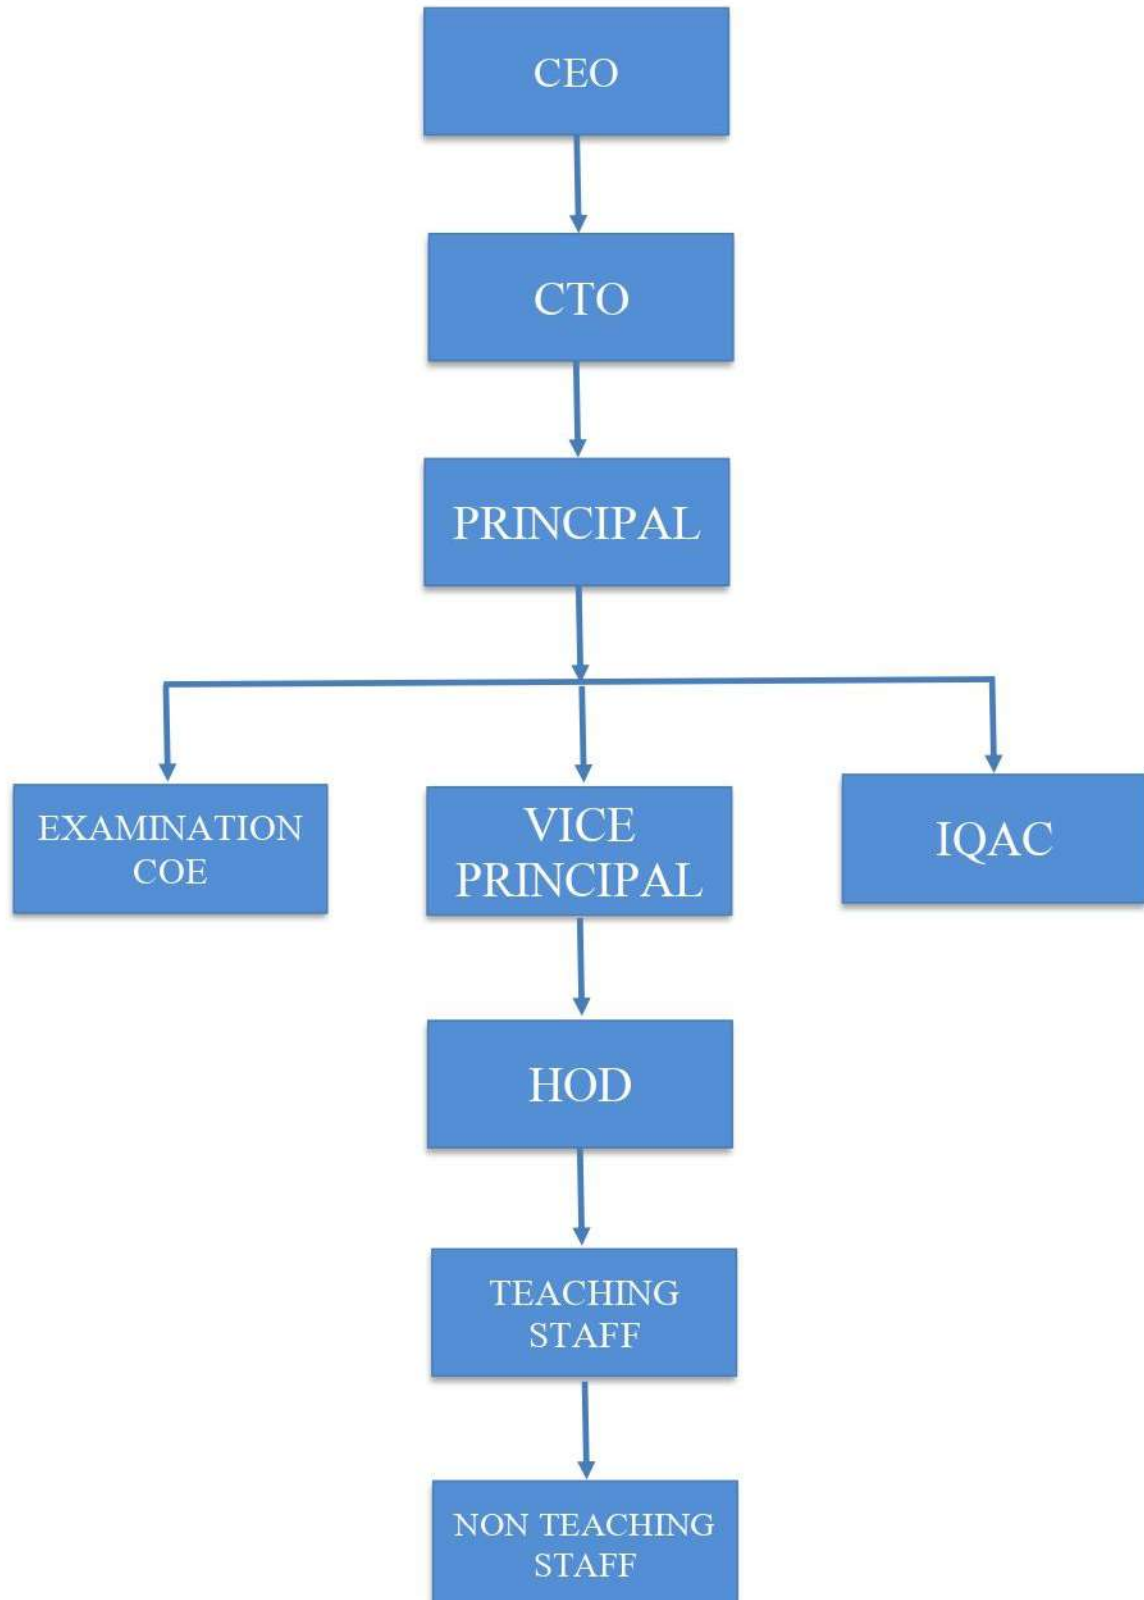 CEO
CTO
PRINCIPAL
EXAMINATION
COE
VICE
PRINCIPAL
IQAC
HOD
TEACHING
STAFF
NON TEACHING
STAFF